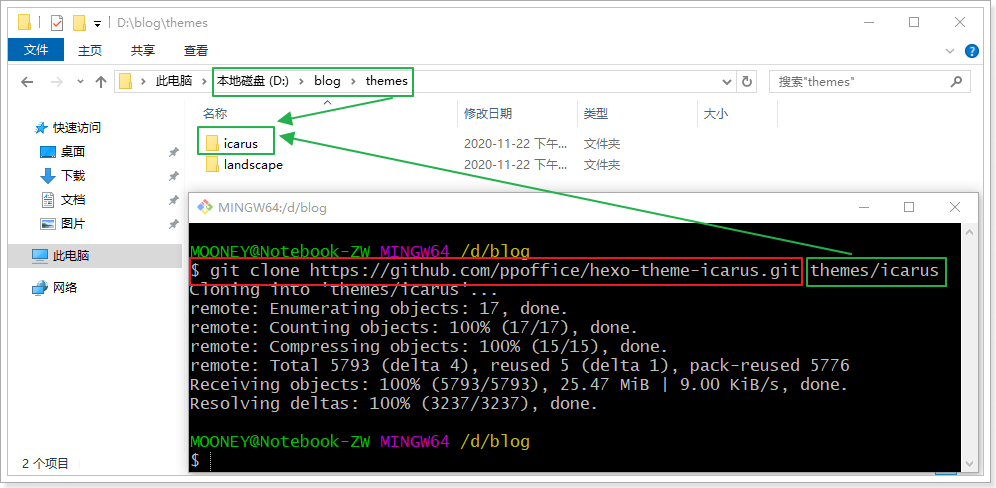 D:\blog\themes
文件 主页 共享 查看
此电脑 本地磁盘 (D:) blog themes 搜索"themes"
名称 修改日期 类型 大小
快速访问
桌面
下载
文档
图片
此电脑
网络
icarus 2020-11-22 下午... 文件夹
landscape 2020-11-22 下午... 文件夹
MINGW64:/d/blog
MOONEY@Notebook-ZW MINGW64 /d/blog
$ git clone https://github.com/ppoffice/hexo-theme-icarus.git themes/icarus
Cloning into 'themes/icarus'...
remote: Enumerating objects: 17, done.
remote: Counting objects: 100% (17/17), done.
remote: Compressing objects: 100% (15/15), done.
remote: Total 5793 (delta 4), reused 5 (delta 1), pack-reused 5776
Receiving objects: 100% (5793/5793), 25.47 MiB | 9.00 KiB/s, done.
Resolving deltas: 100% (3237/3237), done.
MOONEY@Notebook-ZW MINGW64 /d/blog
$
2 个项目